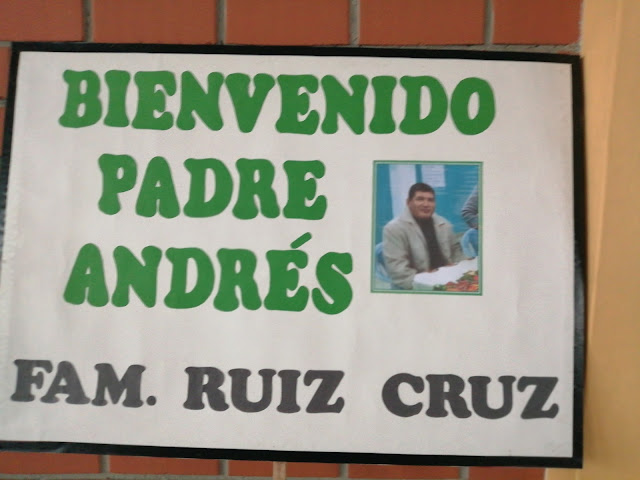 BIENVENIDO
PADRE
ANDRÉS
FAM. RUIZ CRUZ